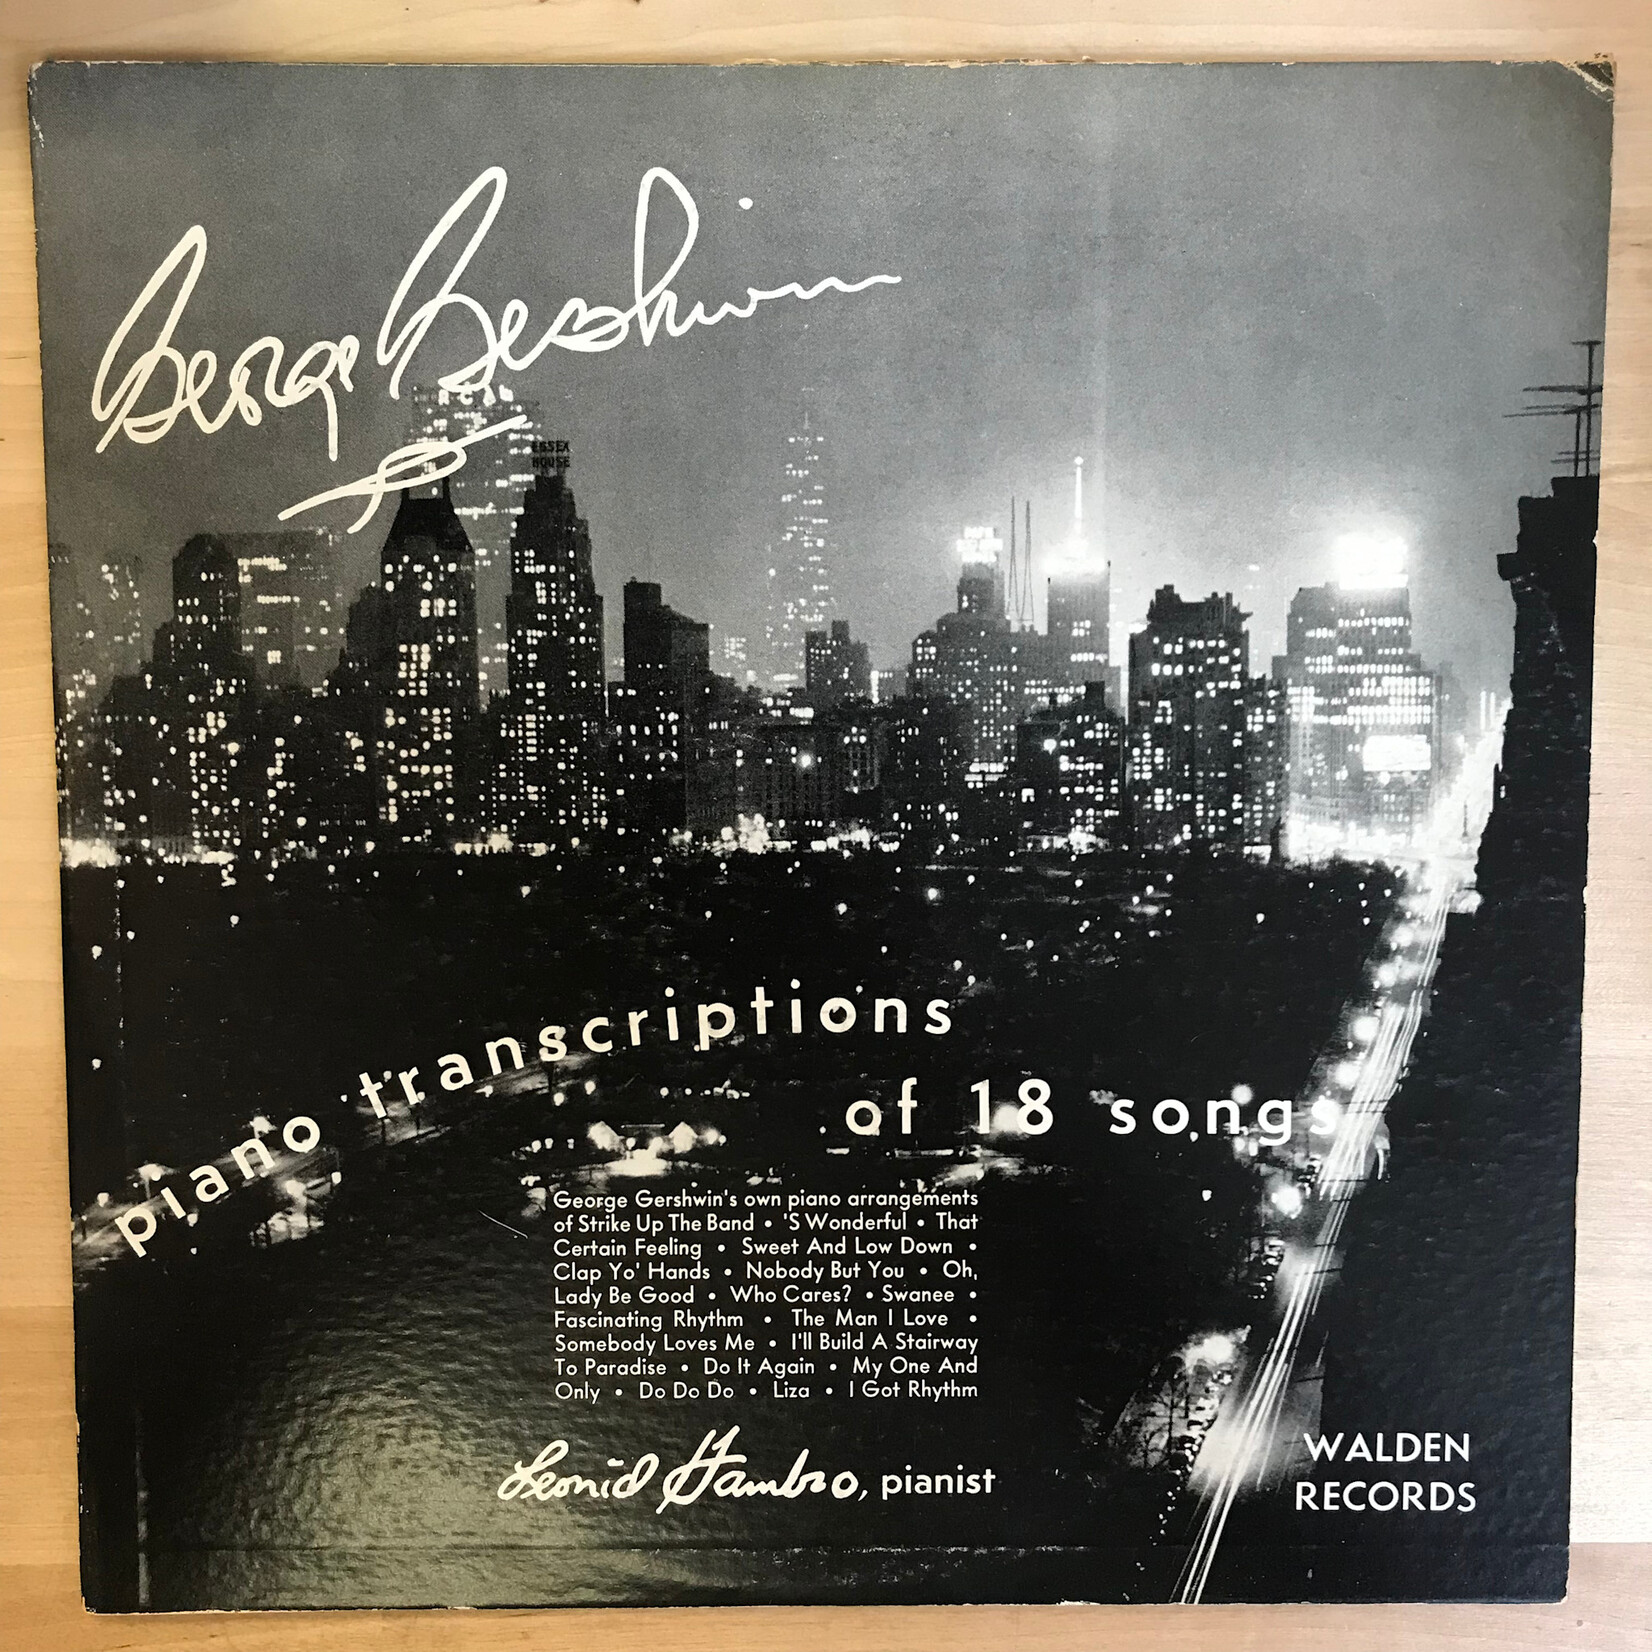 George Gershwin
RCA
ESSEX
HOUSE
piano transcriptions
of 18 songs
George Gershwin's own piano arrangements
of Strike Up The Band • 'S Wonderful • That
Certain Feeling • Sweet And Low Down •
Clap Yo' Hands • Nobody But You • Oh,
Lady Be Good • Who Cares? • Swanee •
Fascinating Rhythm • The Man I Love •
Somebody Loves Me • I'll Build A Stairway
To Paradise • Do It Again • My One And
Only • Do Do Do • Liza • I Got Rhythm
Leonid Hambro, pianist
WALDEN
RECORDS